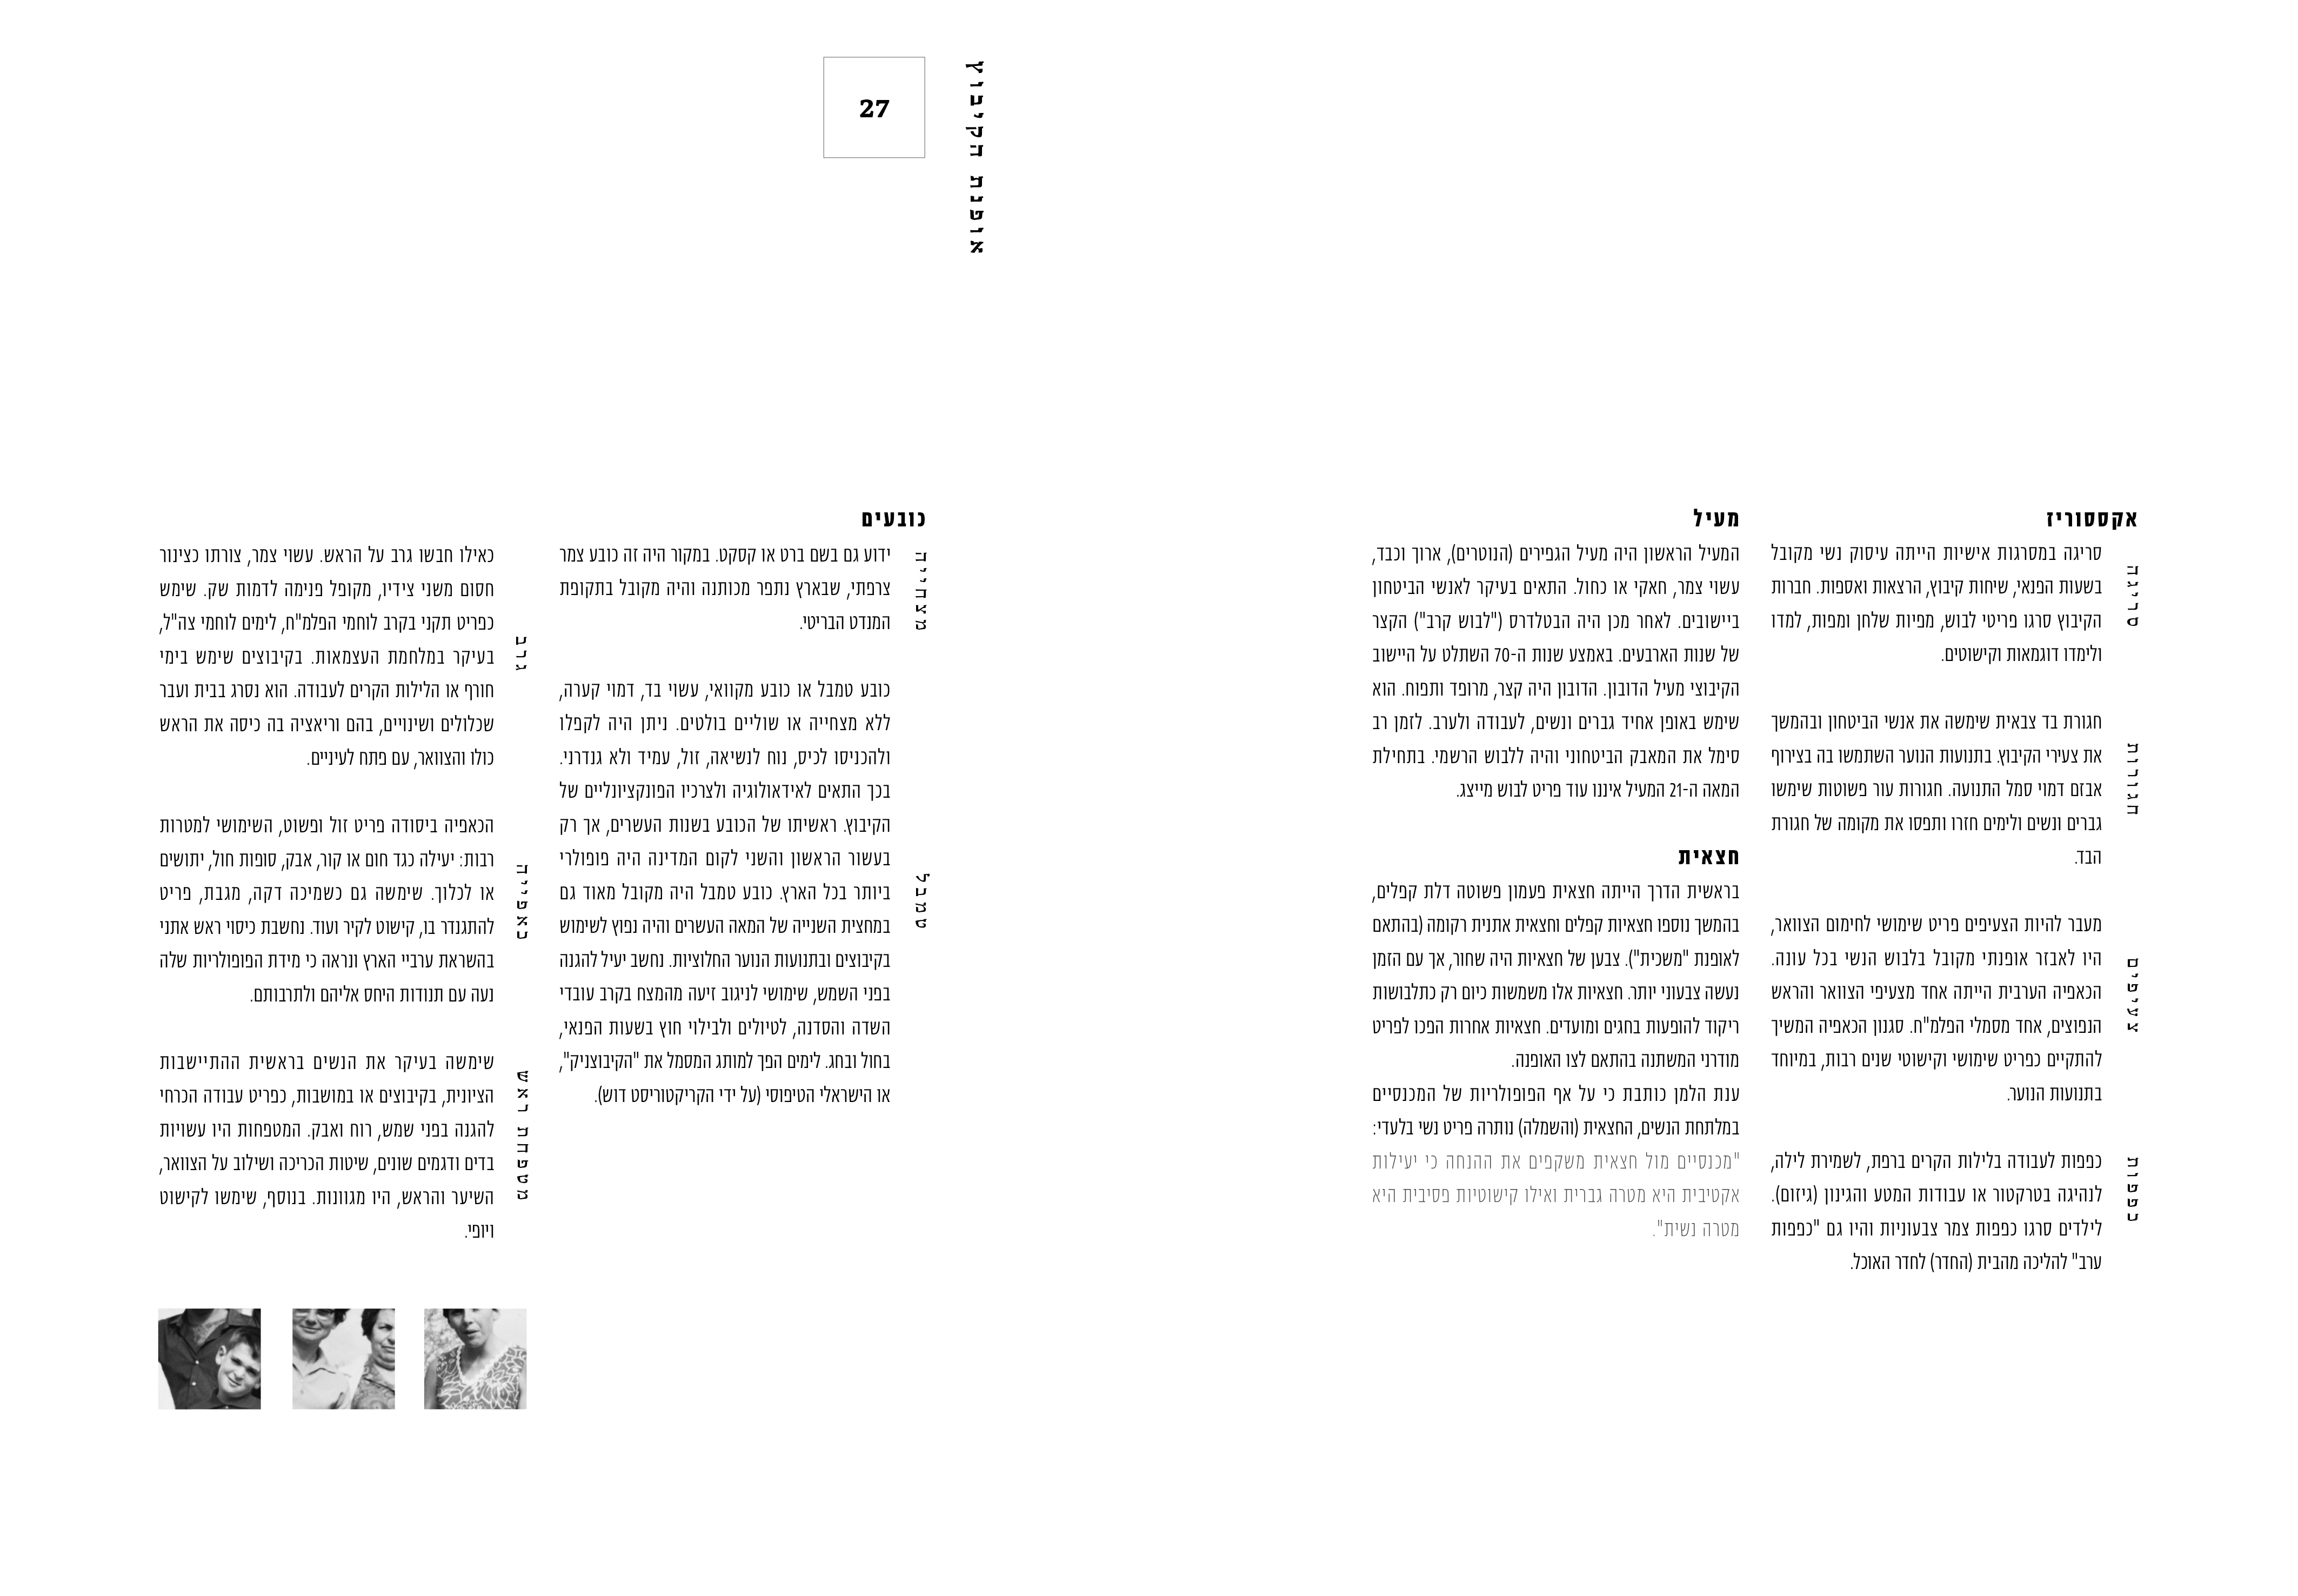 אקססוריז
סריגה
סריגה במסרגות אישיות הייתה עיסוק נשי מקובל
בשעות הפנאי, שיחות קיבוץ, הרצאות ואספות. חברות
הקיבוץ סרגו פריטי לבוש, מפיות שלחן ומפות, למדו
ולימדו דוגמאות וקישוטים.
חגורות
חגורת בד צבאית שימשה את אנשי הביטחון ובהמשך
את צעירי הקיבוץ. בתנועות הנוער השתמשו בה בצירוף
אבזם דמוי סמל התנועה. חגורות עור פשוטות שימשו
גברים ונשים ולימים חזרו ותפסו את מקומה של חגורת
הבד.
צעיפים
מעבר להיות הצעיפים פריט שימושי לחימום הצוואר,
היו לאבזר אופנתי מקובל בלבוש הנשי בכל עונה.
הכאפיה הערבית הייתה אחד מצעיפי הצוואר והראש
הנפוצים, אחד מסמלי הפלמ"ח. סגנון הכאפיה המשיך
להתקיים כפריט שימושי וקישוטי שנים רבות, במיוחד
בתנועות הנוער.
כפפות
כפפות לעבודה בלילות הקרים ברפת, לשמירת לילה,
לנהיגה בטרקטור או עבודות המטע והגינון (גיזום).
לילדים סרגו כפפות צמר צבעוניות והיו גם "כפפות
ערב" להליכה מהבית (החדר) לחדר האוכל.
מעיל
המעיל הראשון היה מעיל הגפירים (הנוטרים), ארוך וכבד,
עשוי צמר, חאקי או כחול. התאים בעיקר לאנשי הביטחון
ביישובים. לאחר מכן היה הבטלדרס ("לבוש קרב") הקצר
של שנות הארבעים. באמצע שנות ה-70 השתלט על היישוב
הקיבוצי מעיל הדובון. הדובון היה קצר, מרופד ותפוח. הוא
שימש באופן אחיד גברים ונשים, לעבודה ולערב. לזמן רב
סימל את המאבק הביטחוני והיה ללבוש הרשמי. בתחילת
המאה ה-21 המעיל איננו עוד פריט לבוש מייצג.
חצאית
בראשית הדרך הייתה חצאית פעמון פשוטה דלת קפלים,
בהמשך נוספו חצאיות קפלים וחצאית אתנית רקומה (בהתאם
לאופנת "משכית"). צבען של חצאיות היה שחור, אך עם הזמן
נעשה צבעוני יותר. חצאיות אלו משמשות כיום רק כתלבושות
ריקוד להופעות בחגים ומועדים. חצאיות אחרות הפכו לפריט
מודרני המשתנה בהתאם לצו האופנה.
ענת הלמן כותבת כי על אף הפופולריות של המכנסיים
במלתחת הנשים, החצאית (והשמלה) נותרה פריט נשי בלעדי:
"מכנסיים מול חצאית משקפים את ההנחה כי יעילות
אקטיבית היא מטרה גברית ואילו קישוטיות פסיבית היא
מטרה נשית".
אופנת הקיבוץ
27
כובעים
מצחייה
ידוע גם בשם ברט או קסקט. במקור היה זה כובע צמר
צרפתי, שבארץ נתפר מכותנה והיה מקובל בתקופת
המנדט הבריטי.
טמבל
כובע טמבל או כובע מקוואי, עשוי בד, דמוי קערה,
ללא מצחייה או שוליים בולטים. ניתן היה לקפלו
ולהכניסו לכיס, נוח לנשיאה, זול, עמיד ולא גנדרני.
בכך התאים לאידאולוגיה ולצרכיו הפונקציונליים של
הקיבוץ. ראשיתו של הכובע בשנות העשרים, אך רק
בעשור הראשון והשני לקום המדינה היה פופולרי
ביותר בכל הארץ. כובע טמבל היה מקובל מאוד גם
במחצית השנייה של המאה העשרים והיה נפוץ לשימוש
בקיבוצים ובתנועות הנוער החלוציות. נחשב יעיל להגנה
בפני השמש, שימושי לניגוב זיעה מהמצח בקרב עובדי
השדה והסדנה, לטיולים ולבילוי חוץ בשעות הפנאי,
בחול ובחג. לימים הפך למותג המסמל את "הקיבוצניק",
או הישראלי הטיפוסי (על ידי הקריקטוריסט דוש).
גרב
כאילו חבשו גרב על הראש. עשוי צמר, צורתו כצינור
חסום משני צידיו, מקופל פנימה לדמות שק. שימש
כפריט תקני בקרב לוחמי הפלמ"ח, לימים לוחמי צה"ל,
בעיקר במלחמת העצמאות. בקיבוצים שימש בימי
חורף או הלילות הקרים לעבודה. הוא נסרג בבית ועבר
שכלולים ושינויים, בהם וריאציה בה כיסה את הראש
כולו והצוואר, עם פתח לעיניים.
כאפייה
הכאפיה ביסודה פריט זול ופשוט, השימושי למטרות
רבות: יעילה כגד חום או קור, אבק, סופות חול, יתושים
או לכלוך. שימשה גם כשמיכה דקה, מגבת, פריט
להתגנדר בו, קישוט לקיר ועוד. נחשבת כיסוי ראש אתני
בהשראת ערביי הארץ ונראה כי מידת הפופולריות שלה
נעה עם תנודות היחס אליהם ולתרבותם.
מטפחת ראש
שימשה בעיקר את הנשים בראשית ההתיישבות
הציונית, בקיבוצים או במושבות, כפריט עבודה הכרחי
להגנה בפני שמש, רוח ואבק. המטפחות היו עשויות
בדים ודגמים שונים, שיטות הכריכה ושילוב על הצוואר,
השיער והראש, היו מגוונות. בנוסף, שימשו לקישוט
ויופי.